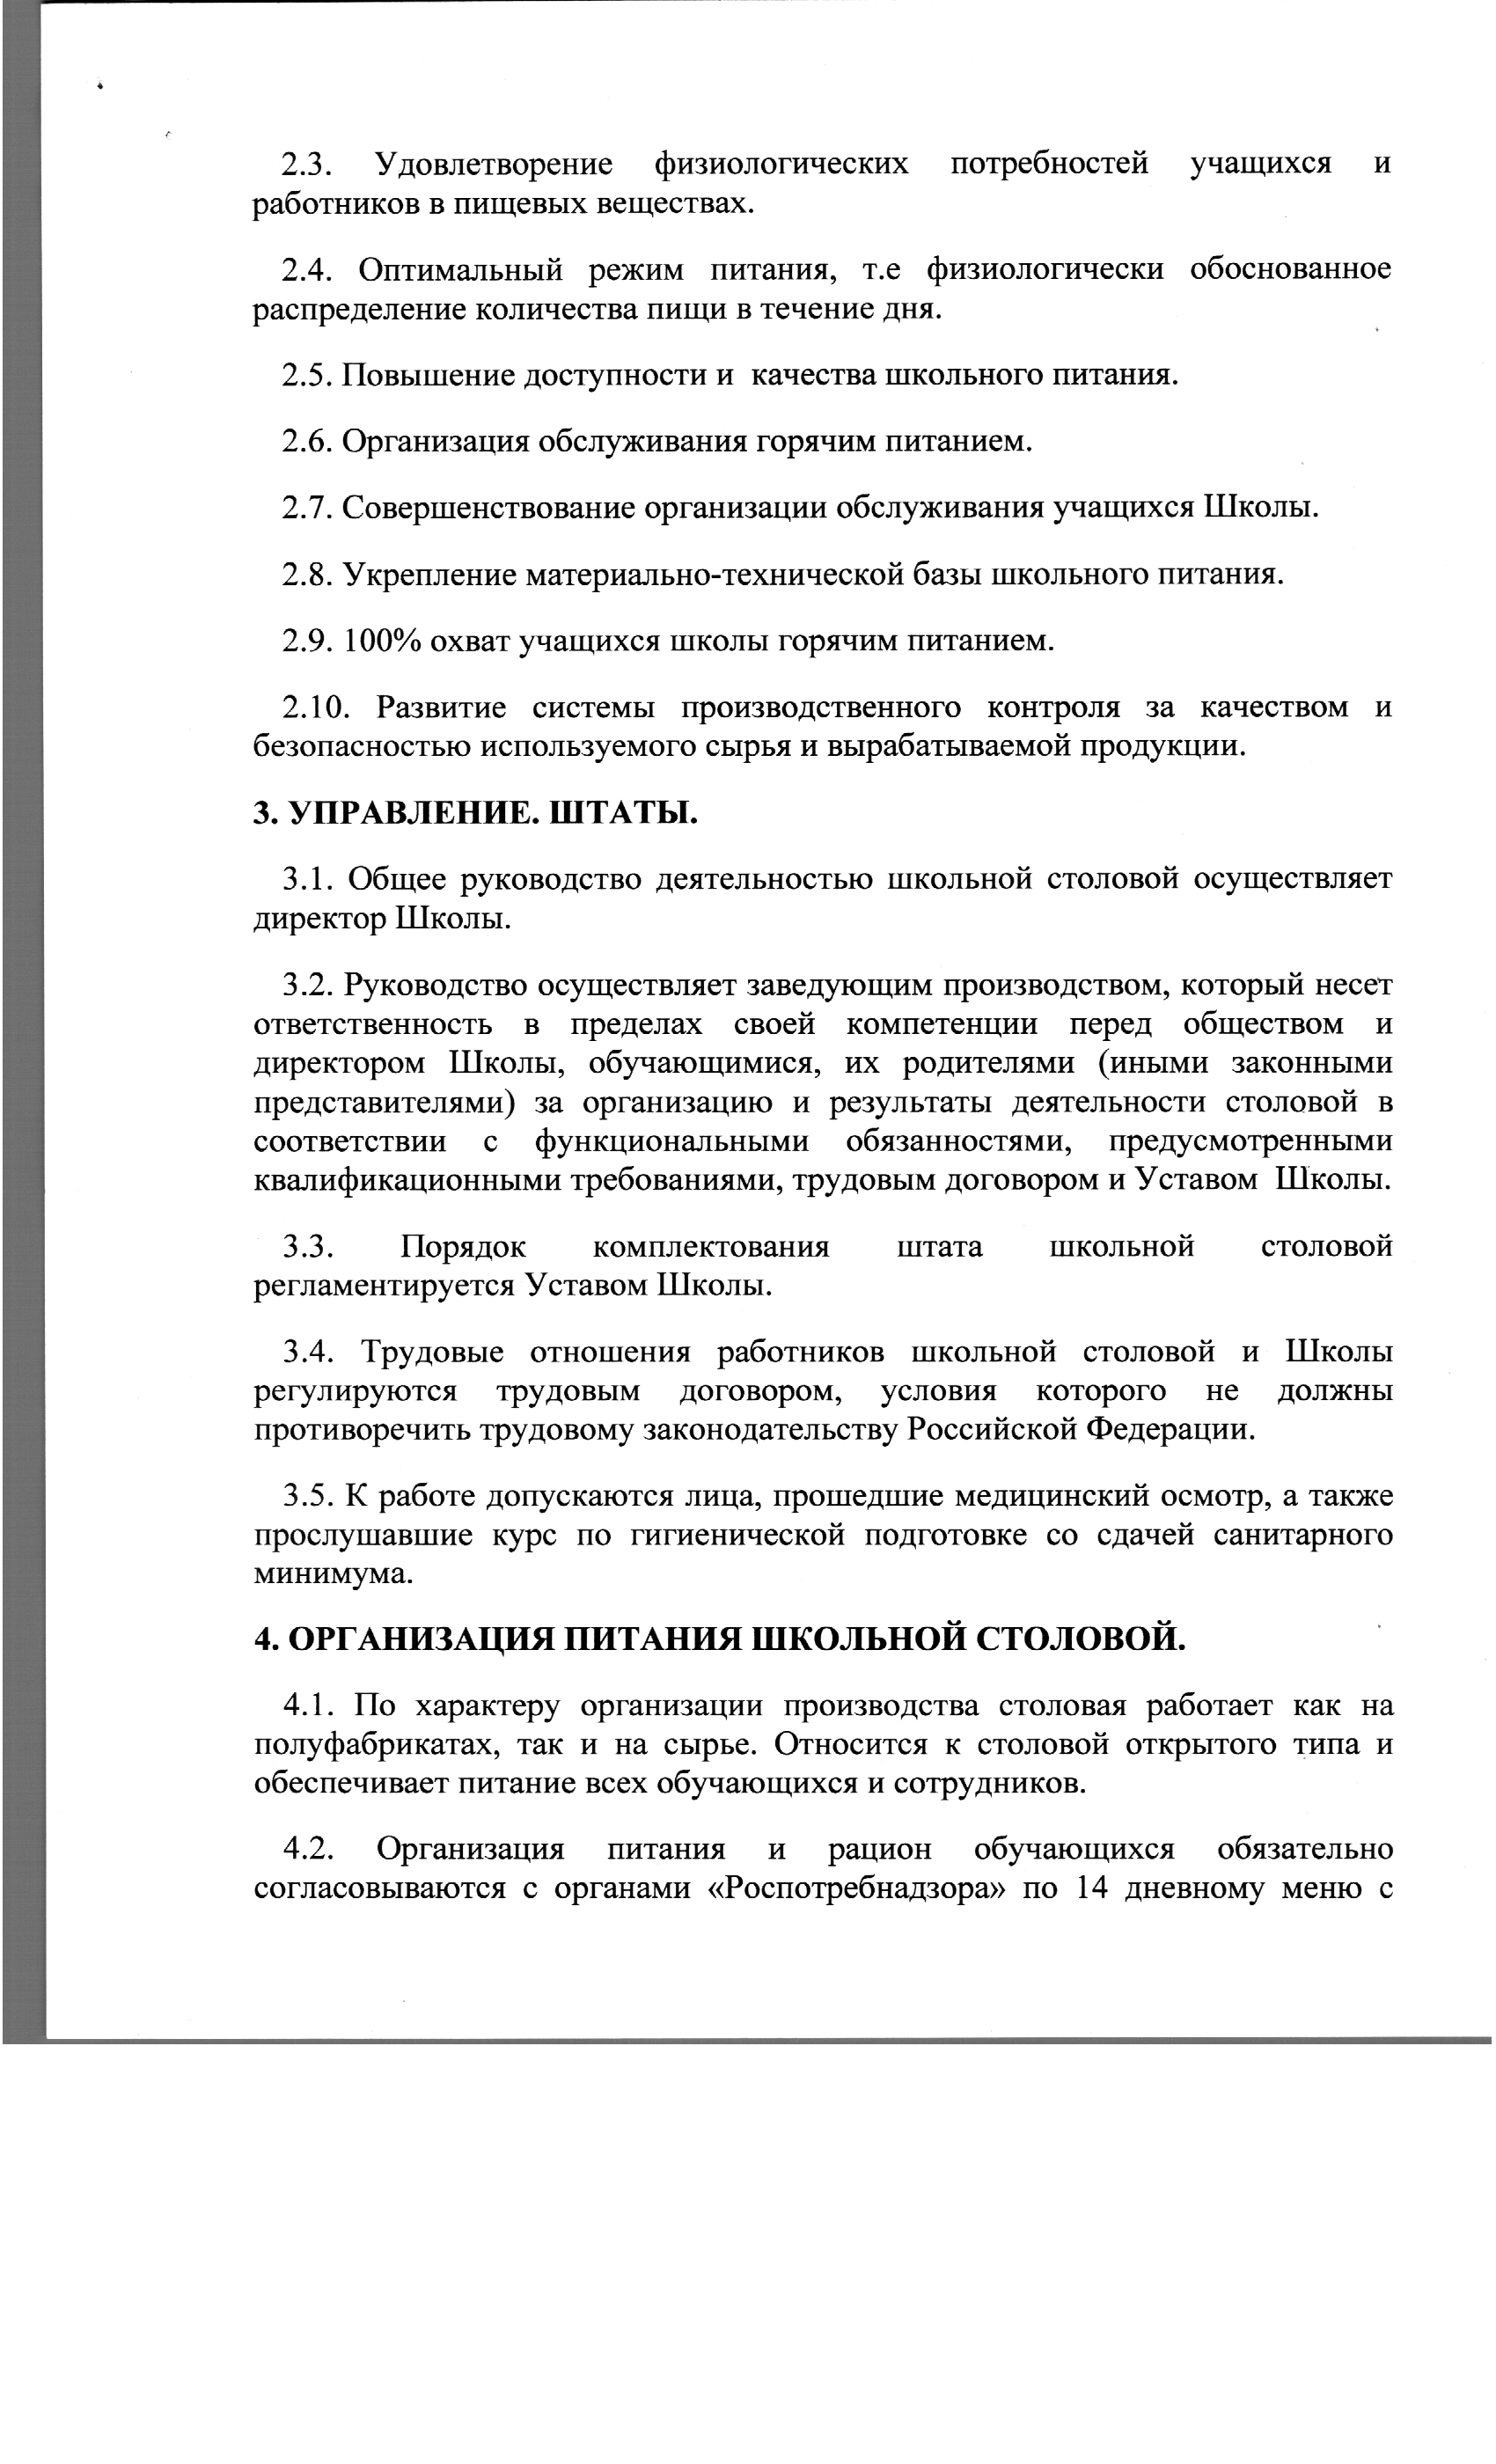 2.3. Удовлетворение физиологических потребностей учащихся и
работников в пищевых веществах.
2.4. Оптимальный режим питания, т.е физиологически обоснованное
распределение количества пищи в течение дня.
2.5. Повышение доступности и качества школьного питания.
2.6. Организация обслуживания горячим питанием.
2.7. Совершенствование организации обслуживания учащихся Школы.
2.8. Укрепление материально-технической базы школьного питания.
2.9. 100% охват учащихся школы горячим питанием.
2.10. Развитие системы производственного контроля за качеством и
безопасностью используемого сырья и вырабатываемой продукции.
3. УПРАВЛЕНИЕ. ШТАТЫ.
3.1. Общее руководство деятельностью школьной столовой осуществляет
директор Школы.
3.2. Руководство осуществляет заведующим производством, который несет
ответственность в пределах своей компетенции перед обществом и
директором Школы, обучающимися, их родителями (иными законными
представителями) за организацию и результаты деятельности столовой в
соответствии с функциональными обязанностями, предусмотренными
квалификационными требованиями, трудовым договором и Уставом Школы.
3.3. Порядок комплектования штата школьной столовой
регламентируется Уставом Школы.
3.4. Трудовые отношения работников школьной столовой и Школы
регулируются трудовым договором, условия которого не должны
противоречить трудовому законодательству Российской Федерации.
3.5. К работе допускаются лица, прошедшие медицинский осмотр, а также
прослушавшие курс по гигиенической подготовке со сдачей санитарного
минимума.
4. ОРГАНИЗАЦИЯ ПИТАНИЯ ШКОЛЬНОЙ СТОЛОВОЙ.
4.1. По характеру организации производства столовая работает как на
полуфабрикатах, так и на сырье. Относится к столовой открытого типа и
обеспечивает питание всех обучающихся и сотрудников.
4.2. Организация питания и рацион обучающихся обязательно
согласовываются с органами «Роспотребнадзора» по 14 дневному меню с